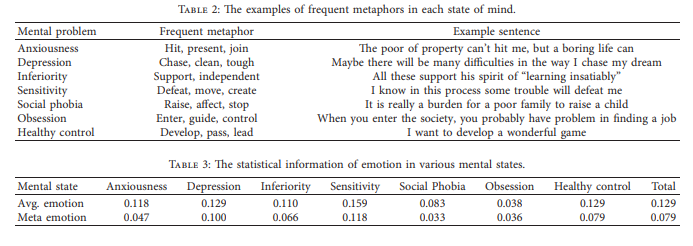 TABLE 2: The examples of frequent metaphors in each state of mind.
Mental problem Frequent metaphor Example sentence
Anxiousness Hit, present, join The poor of property can't hit me, but a boring life can
Depression Chase, clean, tough Maybe there will be many difficulties in the way I chase my dream
Inferiority Support, independent All these support his spirit of "learning insatiably"
Sensitivity Defeat, move, create I know in this process some trouble will defeat me
Social phobia Raise, affect, stop It is really a burden for a poor family to raise a child
Obsession Enter, guide, control When you enter the society, you probably have problem in finding a job
Healthy control Develop, pass, lead I want to develop a wonderful game
TABLE 3: The statistical information of emotion in various mental states.
Mental state Anxiousness Depression Inferiority Sensitivity Social Phobia Obsession Healthy control Total
Avg. emotion 0.118 0.129 0.110 0.159 0.083 0.038 0.129 0.129
Meta emotion 0.047 0.100 0.066 0.118 0.033 0.036 0.079 0.079